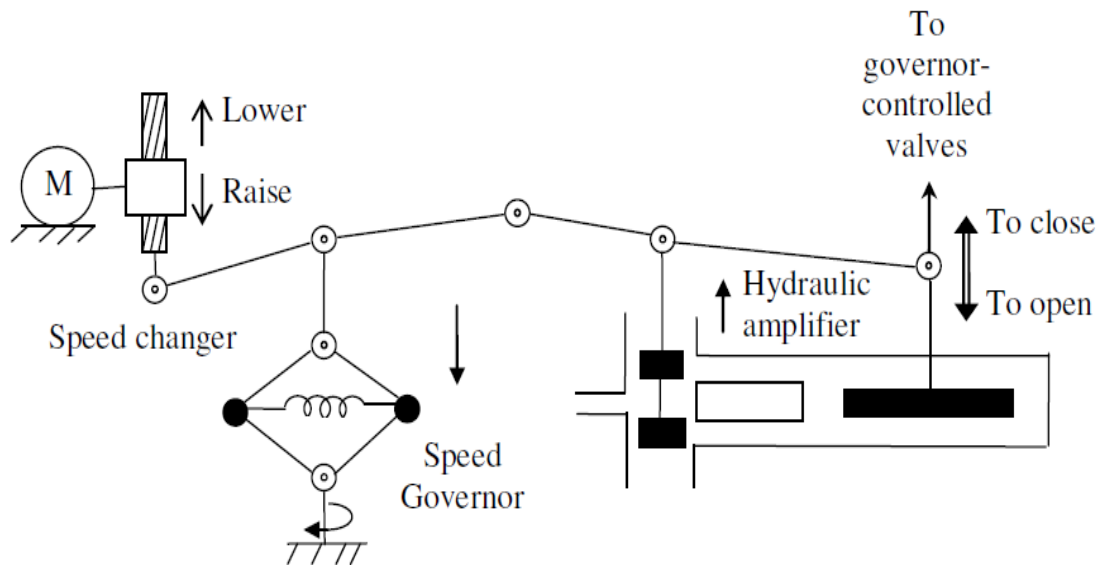 To
governor-
controlled
valves
Lower
M
Raise
To close
Hydraulic
amplifier
To open
Speed changer
Speed
Governor